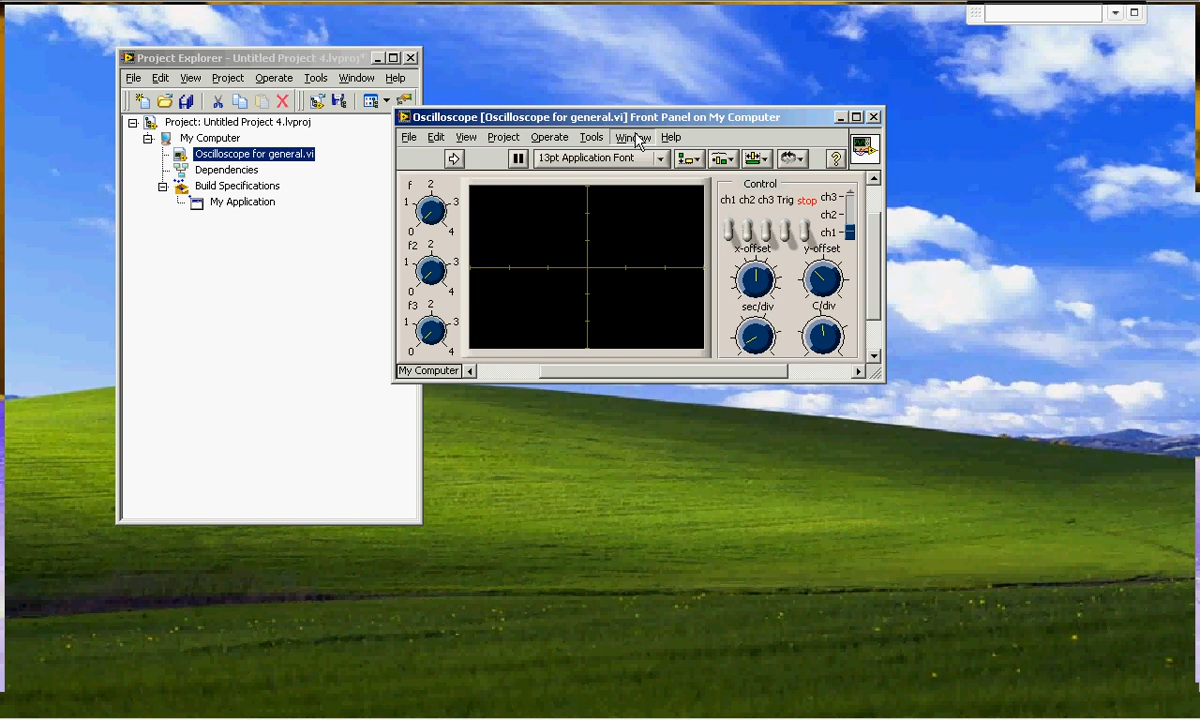 Project Explorer - Untitled Project 4.lvproj*
File Edit View Project Operate Tools Window Help
Project: Untitled Project 4.lvproj
My Computer
Oscilloscope for general.vi
Dependencies
Build Specifications
My Application
Oscilloscope [Oscilloscope for general.vi] Front Panel on My Computer
File Edit View Project Operate Tools Window Help
13pt Application Font
?
f 2
1 3
0 4
f2 2
1 3
0 4
f3 2
1 3
0 4
Control
ch1 ch2 ch3 Trig stop
ch3
ch2
ch1
x-offset y-offset
sec/div C/div
My Computer